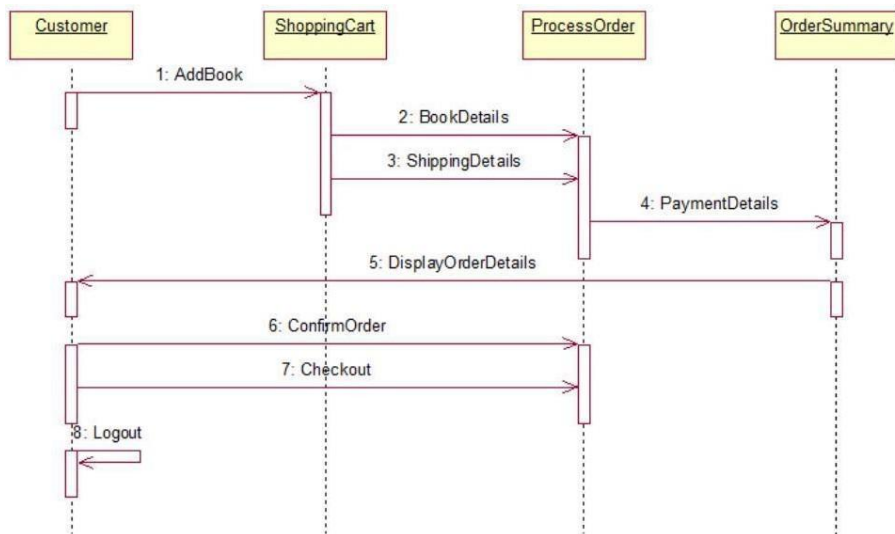 Customer
ShoppingCart
ProcessOrder
OrderSummary
1: AddBook
2: BookDetails
3: ShippingDetails
4: PaymentDetails
5: DisplayOrderDetails
6: ConfirmOrder
7: Checkout
8: Logout